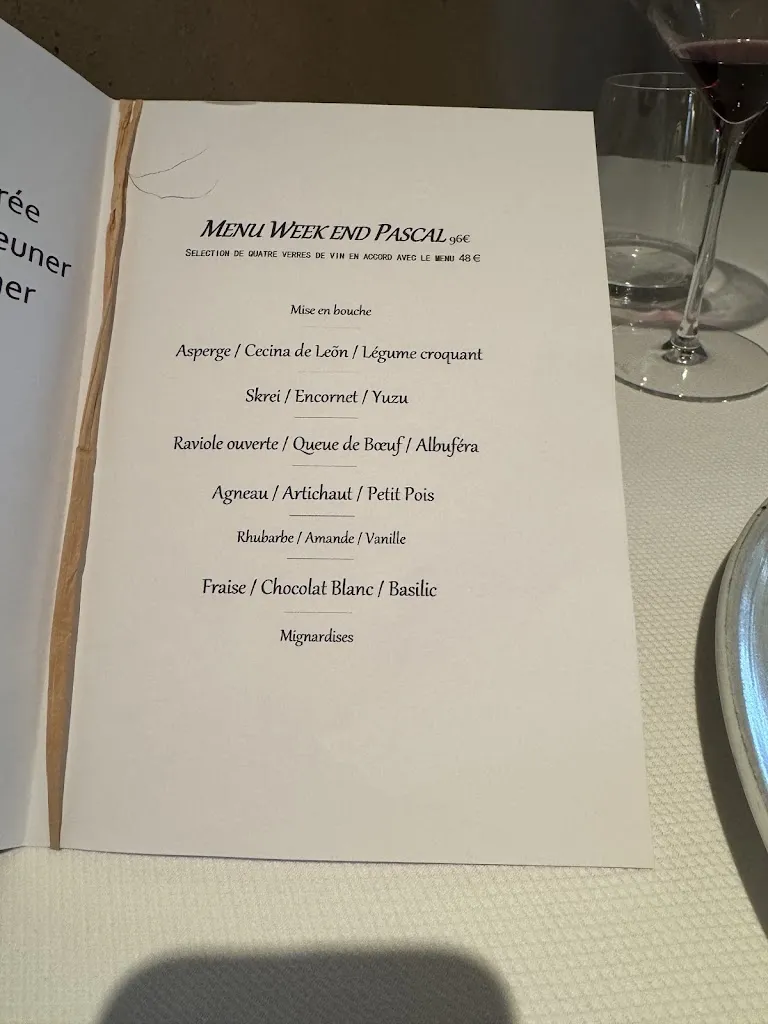 rée
euner
er
MENU WEEK END PASCAL 96€
SELECTION DE QUATRE VERRES DE VIN EN ACCORD AVEC LE MENU 48 €
Mise en bouche
Asperge / Cecina de Leõn / Légume croquant
Skrei / Encornet / Yuzu
Raviole ouverte / Queue de Bœuf / Albuféra
Agneau / Artichaut / Petit Pois
Rhubarbe / Amande / Vanille
Fraise / Chocolat Blanc / Basilic
Mignardises